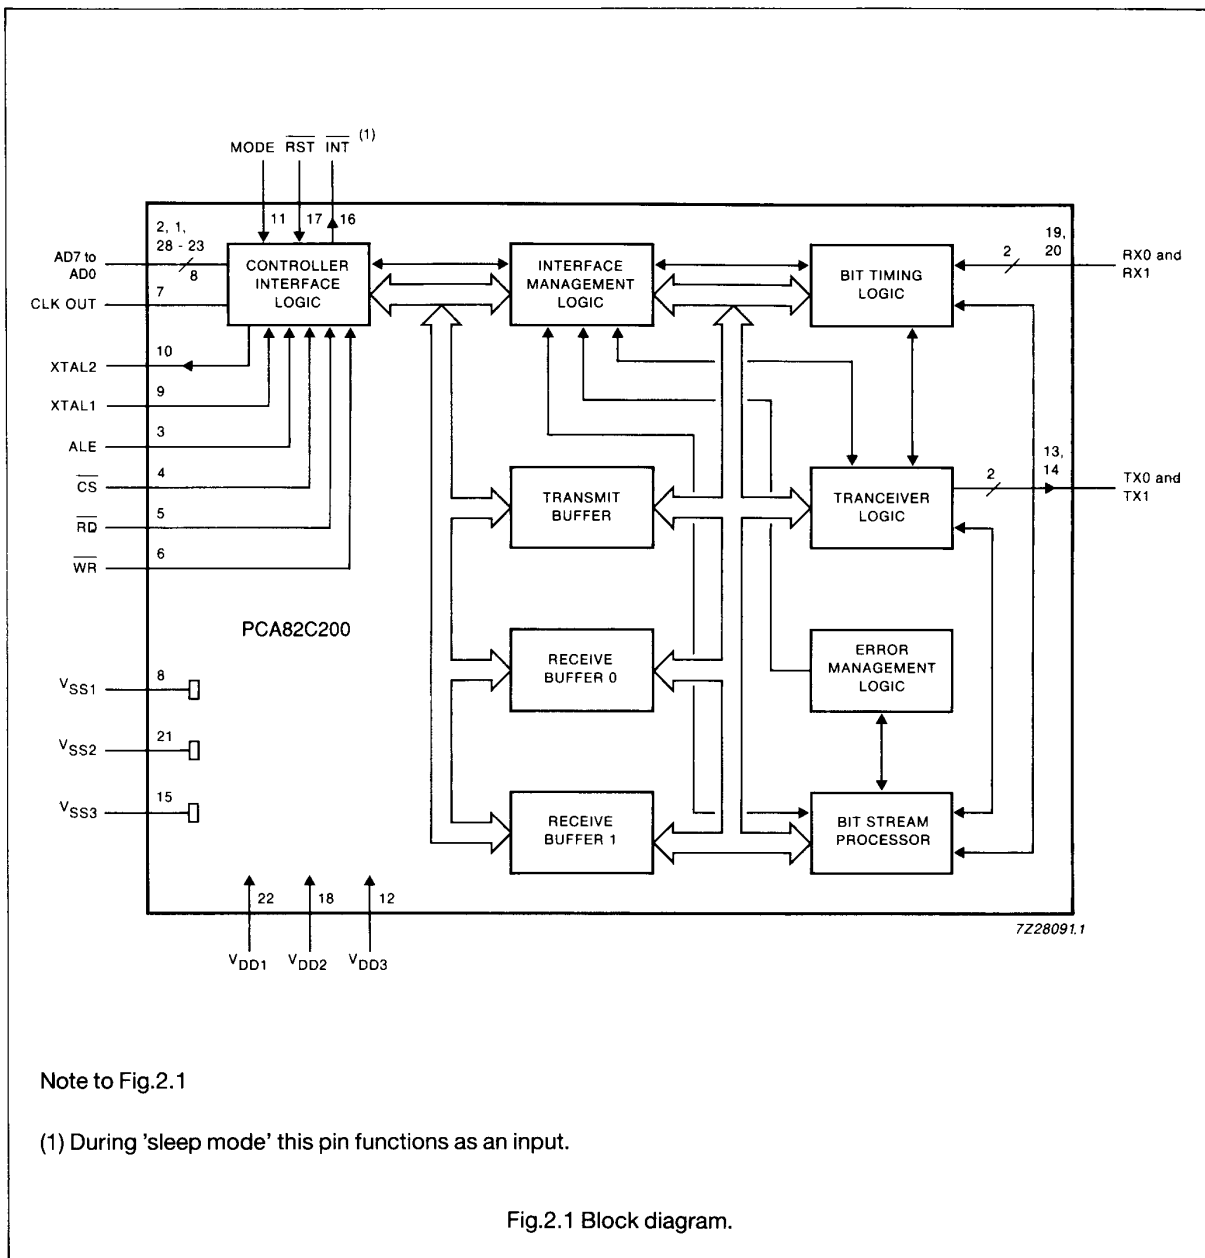 MODE R̅S̅T̅ I̅N̅T̅ (1)
2, 1,
28 - 23
8
11
17
16
AD7 to
AD0
CLK OUT
7
XTAL2
10
XTAL1
9
ALE
3
C̅S̅
4
R̅D̅
5
W̅R̅
6
CONTROLLER
INTERFACE
LOGIC
INTERFACE
MANAGEMENT
LOGIC
BIT TIMING
LOGIC
2
19,
20
RX0 and
RX1
TRANSMIT
BUFFER
TRANCEIVER
LOGIC
2
13,
14
TX0 and
TX1
PCA82C200
RECEIVE
BUFFER 0
ERROR
MANAGEMENT
LOGIC
VSS1
8
VSS2
21
VSS3
15
RECEIVE
BUFFER 1
BIT STREAM
PROCESSOR
22
18
12
VDD1
VDD2
VDD3
7Z28091.1
Note to Fig.2.1
(1) During 'sleep mode' this pin functions as an input.
Fig.2.1 Block diagram.